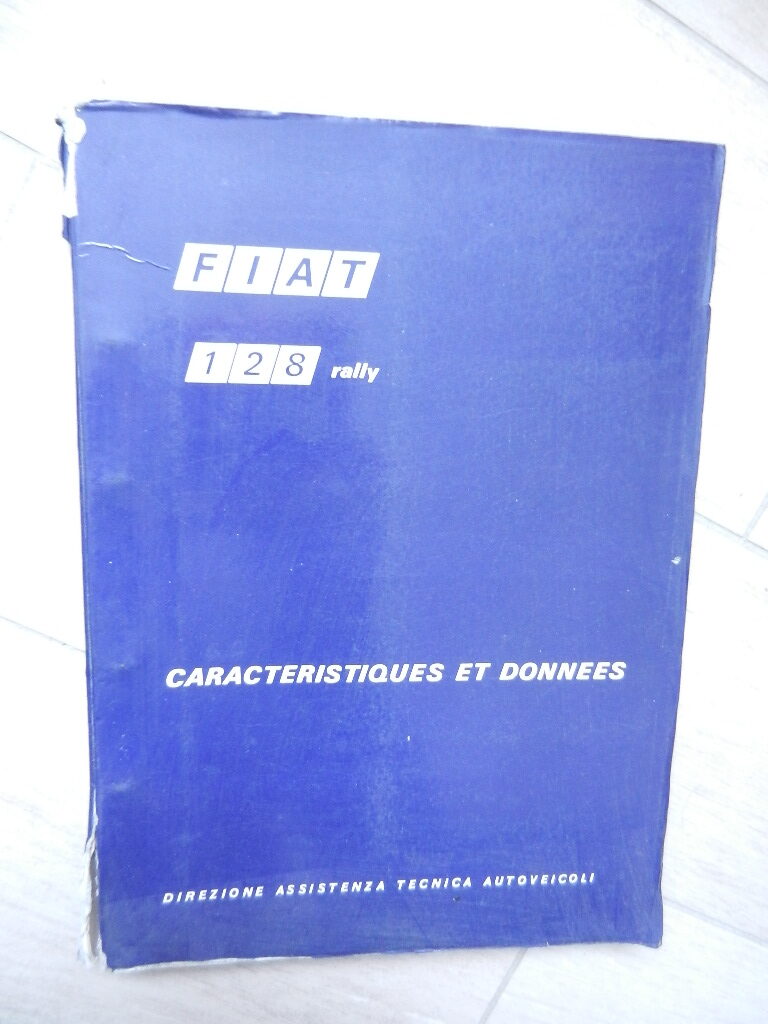 FIAT
128 rally
CARACTERISTIQUES ET DONNEES
DIREZIONE ASSISTENZA TECNICA AUTOVEICOLI